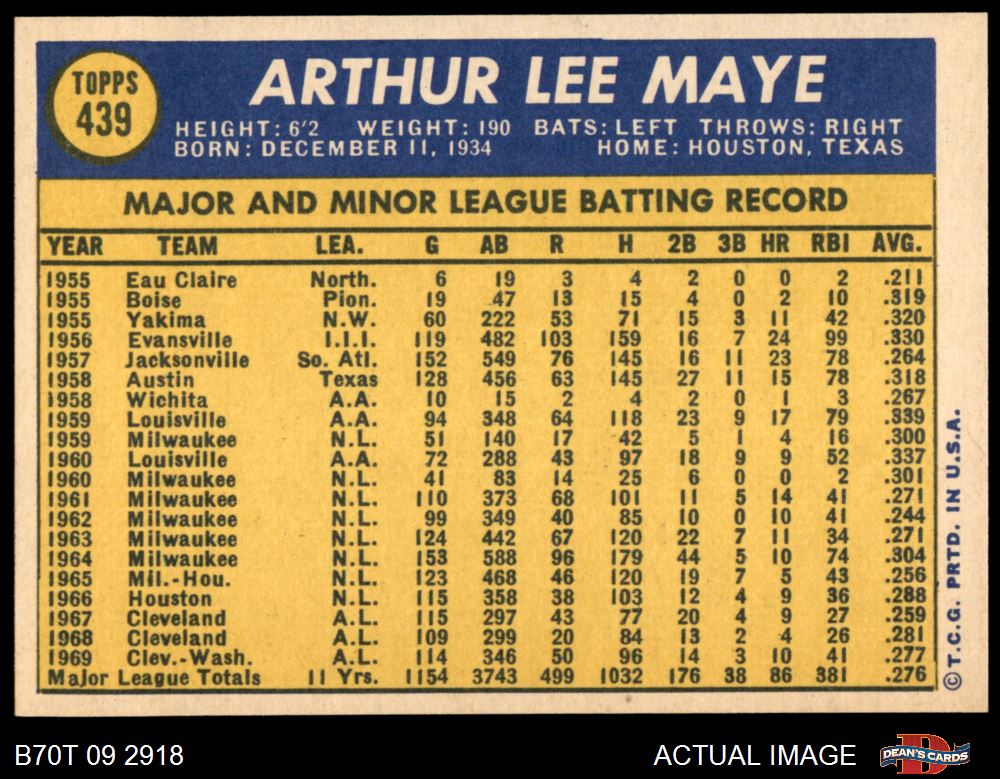 TOPPS
439
ARTHUR LEE MAYE
HEIGHT: 6'2 WEIGHT: 190 BATS: LEFT THROWS: RIGHT
BORN: DECEMBER 11, 1934 HOME: HOUSTON, TEXAS
MAJOR AND MINOR LEAGUE BATTING RECORD
YEAR TEAM LEA. G AB R H 2B 3B HR RBI AVG.
1955 Eau Claire North. 6 19 3 4 2 0 0 2 .211
1955 Boise Pion. 19 47 13 15 4 0 2 10 .319
1955 Yakima N.W. 60 222 53 71 15 3 11 42 .320
1956 Evansville I.I.I. 119 482 103 159 16 7 24 99 .330
1957 Jacksonville So. Atl. 152 549 76 145 16 11 23 78 .264
1958 Austin Texas 128 456 63 145 27 11 15 78 .318
1958 Wichita A.A. 10 15 2 4 2 0 1 3 .267
1959 Louisville A.A. 94 348 64 118 23 9 17 79 .339
1959 Milwaukee N.L. 51 140 17 42 5 1 4 16 .300
1960 Louisville A.A. 72 288 43 97 18 9 9 52 .337
1960 Milwaukee N.L. 41 83 14 25 6 0 0 2 .301
1961 Milwaukee N.L. 110 373 68 101 11 5 14 41 .271
1962 Milwaukee N.L. 99 349 40 85 10 0 10 41 .244
1963 Milwaukee N.L. 124 442 67 120 22 7 11 34 .271
1964 Milwaukee N.L. 153 588 96 179 44 5 10 74 .304
1965 Mil.-Hou. N.L. 123 468 46 120 19 7 5 43 .256
1966 Houston N.L. 115 358 38 103 12 4 9 36 .288
1967 Cleveland A.L. 115 297 43 77 20 4 9 27 .259
1968 Cleveland A.L. 109 299 20 84 13 2 4 26 .281
1969 Clev.-Wash. A.L. 114 346 50 96 14 3 10 41 .277
Major League Totals 11 Yrs. 1154 3743 499 1032 176 38 86 381 .276
©T.C.G. PRTD. IN U.S.A.
B70T 09 2918 ACTUAL IMAGE
DEAN'S CARDS